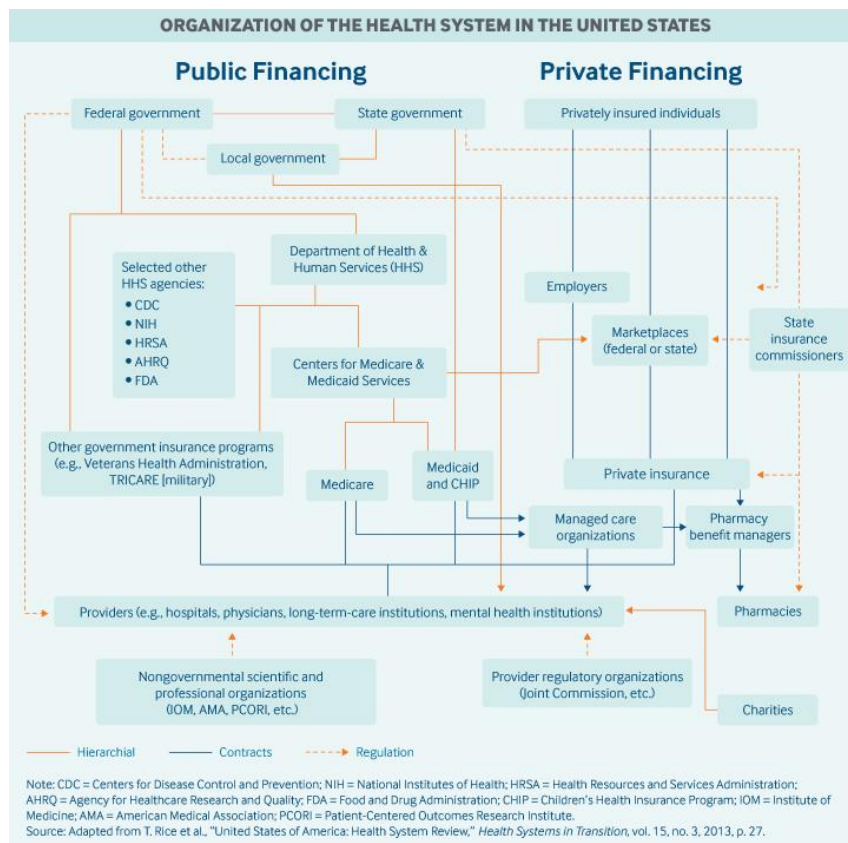 ORGANIZATION OF THE HEALTH SYSTEM IN THE UNITED STATES
Public Financing
Private Financing
Federal government
State government
Privately insured individuals
Local government
Department of Health &
Human Services (HHS)
Selected other
HHS agencies:
• CDC
• NIH
• HRSA
• AHRQ
• FDA
Employers
Marketplaces
(federal or state)
State
insurance
commissioners
Centers for Medicare &
Medicaid Services
Other government insurance programs
(e.g., Veterans Health Administration,
TRICARE [military])
Medicare
Medicaid
and CHIP
Private insurance
Managed care
organizations
Pharmacy
benefit managers
Providers (e.g., hospitals, physicians, long-term-care institutions, mental health institutions)
Pharmacies
Nongovernmental scientific and
professional organizations
(IOM, AMA, PCORI, etc.)
Provider regulatory organizations
(Joint Commission, etc.)
Charities
Hierarchial
Contracts
Regulation
Note: CDC = Centers for Disease Control and Prevention; NIH = National Institutes of Health; HRSA = Health Resources and Services Administration;
AHRQ = Agency for Healthcare Research and Quality; FDA = Food and Drug Administration; CHIP = Children's Health Insurance Program; IOM = Institute of
Medicine; AMA = American Medical Association; PCORI = Patient-Centered Outcomes Research Institute.
Source: Adapted from T. Rice et al., "United States of America: Health System Review," Health Systems in Transition, vol. 15, no. 3, 2013, p. 27.